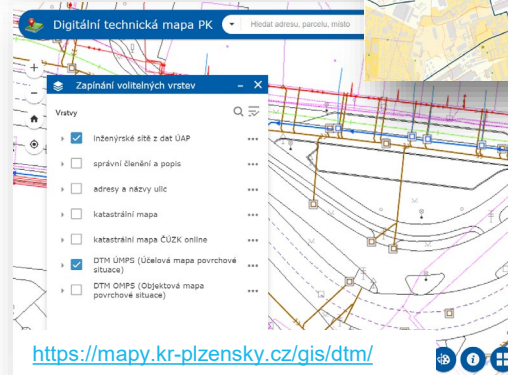 Digitální technická mapa PK
Hledat adresu, parcelu, místo
Zapínání volitelných vrstev
Vrstvy
Inženýrské sítě z dat ÚAP
správní členění a popis
adresy a názvy ulic
katastrální mapa
katastrální mapa ČÚZK online
DTM ÚMPS (Účelová mapa povrchové
situace)
DTM OMPS (Objektová mapa
povrchové situace)
https://mapy.kr-plzensky.cz/gis/dtm/